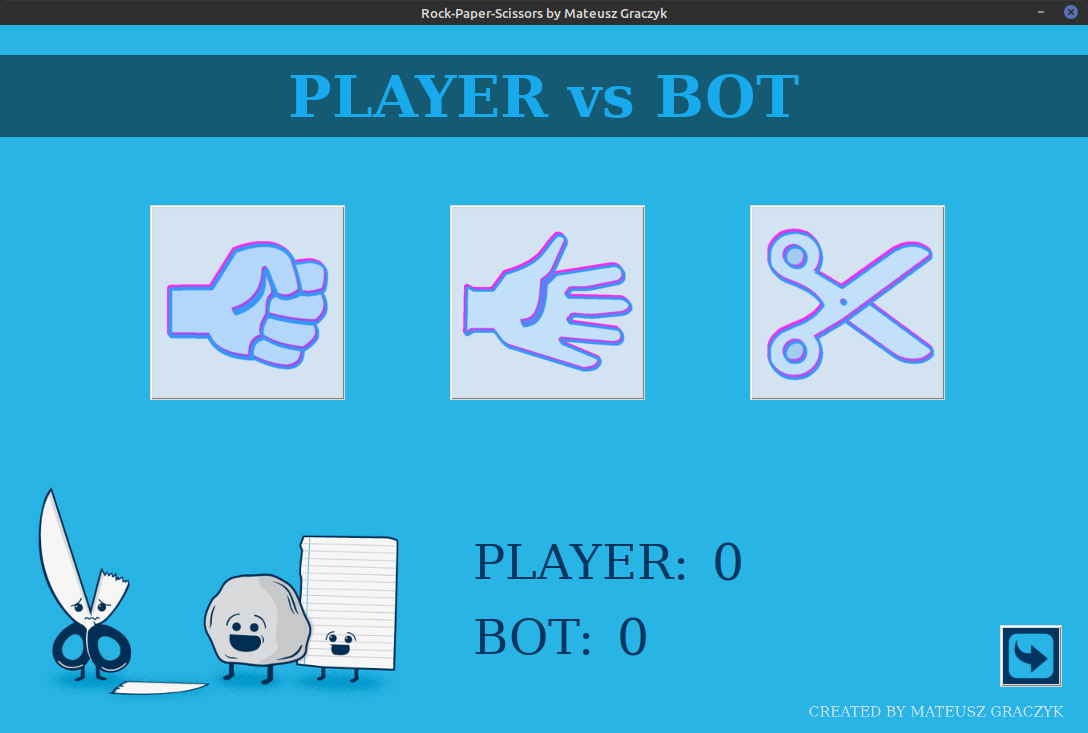 Rock-Paper-Scissors by Mateusz Graczyk
PLAYER vs BOT
PLAYER: 0
BOT: 0
CREATED BY MATEUSZ GRACZYK